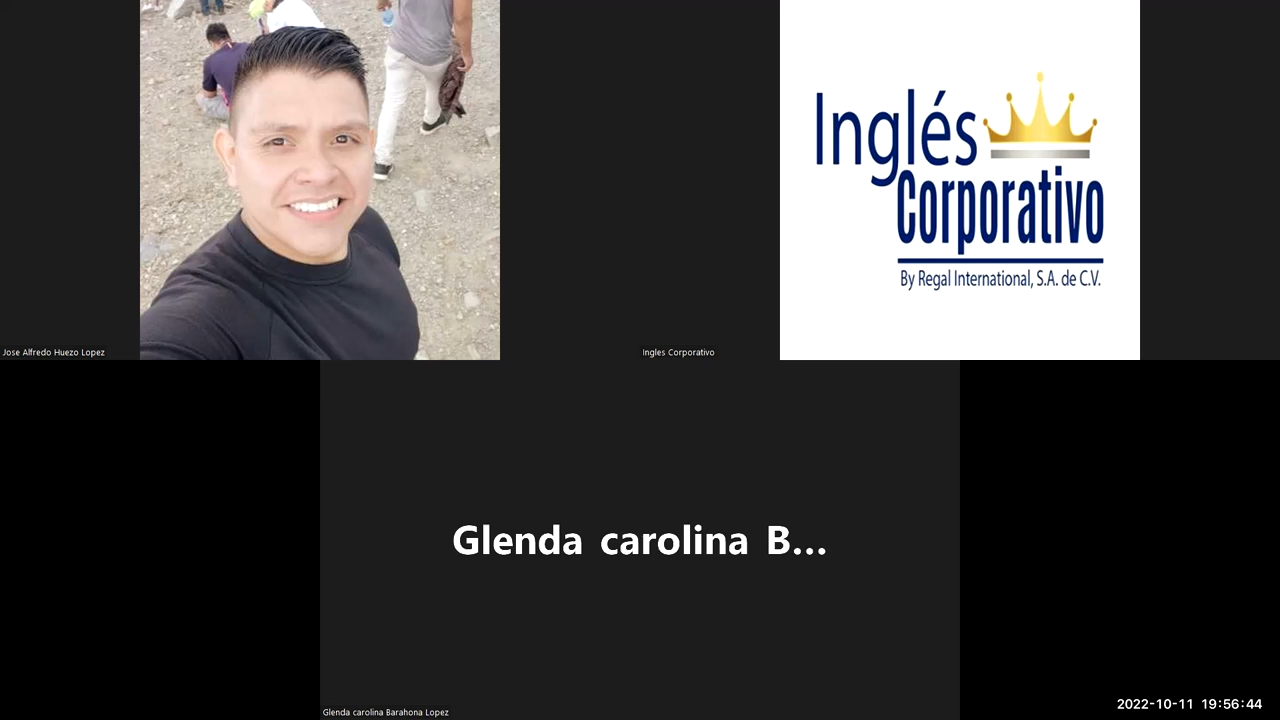 Inglés
Corporativo
By Regal International, S.A. de C.V.
Jose Alfredo Huezo Lopez
Ingles Corporativo
Glenda carolina B...
Glenda carolina Barahona Lopez
2022-10-11 19:56:44